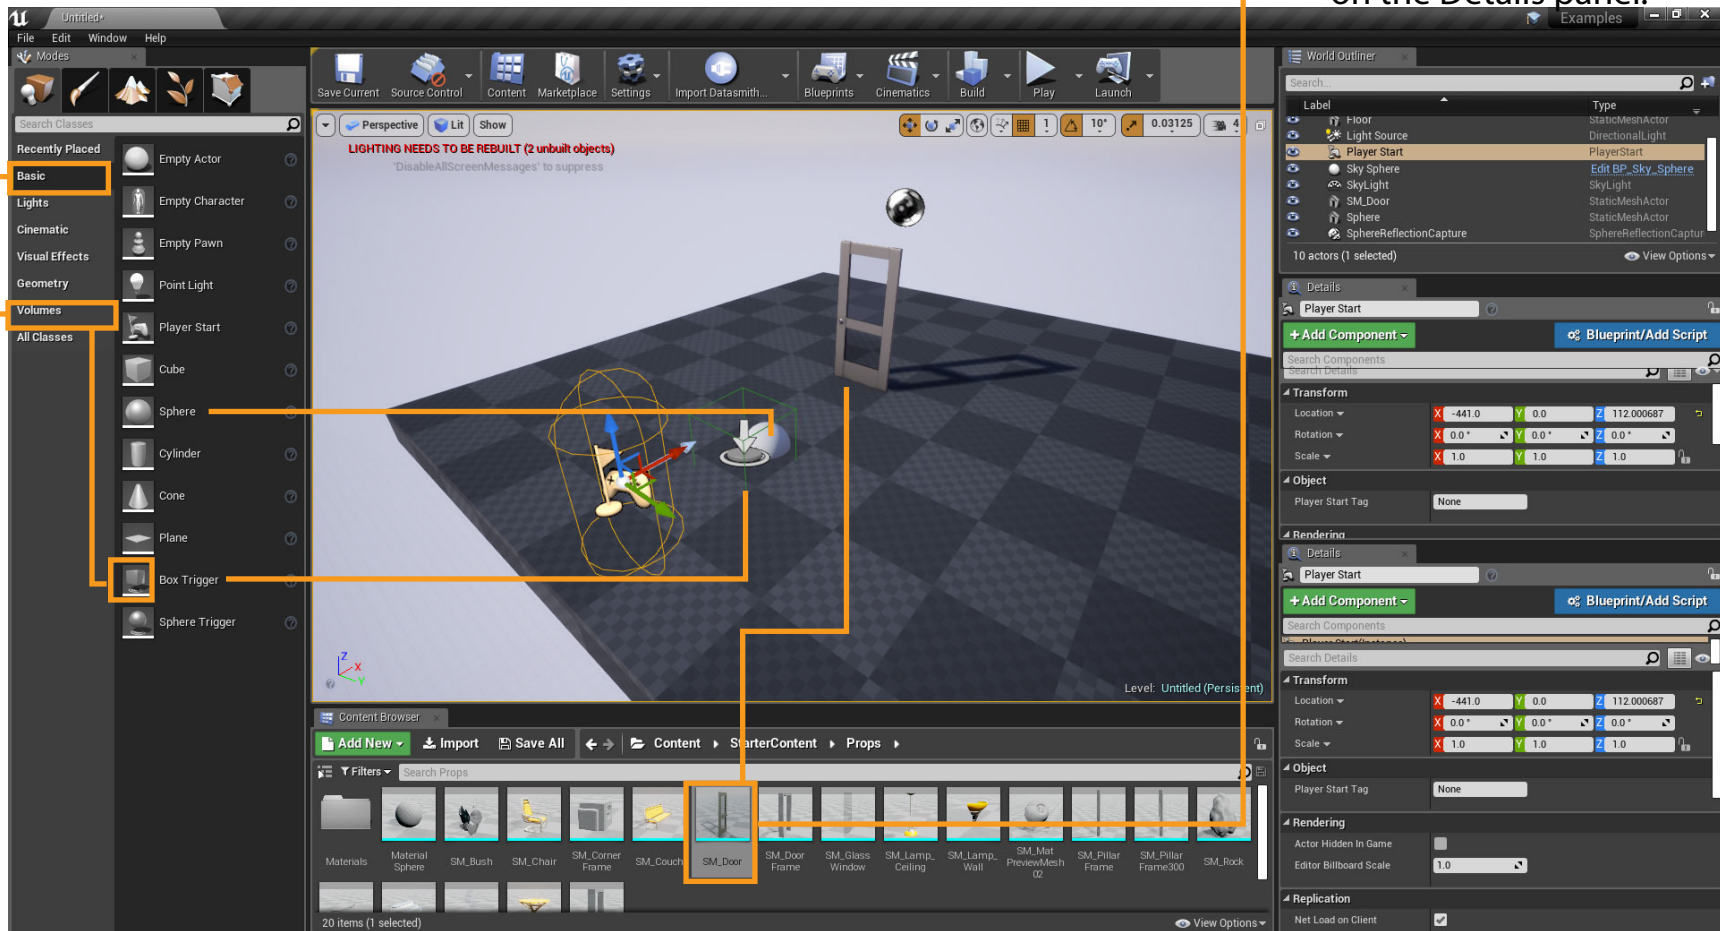 on the Details panel.
Untitled*
Examples
File Edit Window Help
Modes
Search Classes
Recently Placed
Basic
Lights
Cinematic
Visual Effects
Geometry
Volumes
All Classes
Empty Actor
Empty Character
Empty Pawn
Point Light
Player Start
Cube
Sphere
Cylinder
Cone
Plane
Box Trigger
Sphere Trigger
Save Current Source Control Content Marketplace Settings Import Datasmith... Blueprints Cinematics Build Play Launch
Perspective Lit Show 1 10° 0.03125 4
LIGHTING NEEDS TO BE REBUILT (2 unbuilt objects)
'DisableAllScreenMessages' to suppress
Z
X
Y
Level: Untitled (Persistent)
Content Browser
Add New Import Save All Content StarterContent Props
Filters Search Props
Materials
Material Sphere
SM_Bush
SM_Chair
SM_Corner Frame
SM_Couch
SM_Door
SM_Door Frame
SM_Glass Window
SM_Lamp_ Ceiling
SM_Lamp_ Wall
SM_Mat PreviewMesh 02
SM_Pillar Frame
SM_Pillar Frame300
SM_Rock
20 items (1 selected) View Options
World Outliner
Search...
Label Type
Floor StaticMeshActor
Light Source DirectionalLight
Player Start PlayerStart
Sky Sphere Edit BP_Sky_Sphere
SkyLight SkyLight
SM_Door StaticMeshActor
Sphere StaticMeshActor
SphereReflectionCapture SphereReflectionCaptur
10 actors (1 selected) View Options
Details
Player Start
+Add Component Blueprint/Add Script
Search Components
Search Details
Transform
Location X -441.0 Y 0.0 Z 112.000687
Rotation X 0.0° Y 0.0° Z 0.0°
Scale X 1.0 Y 1.0 Z 1.0
Object
Player Start Tag None
Rendering
Details
Player Start
+Add Component Blueprint/Add Script
Search Components
Player Start(Instance)
Search Details
Transform
Location X -441.0 Y 0.0 Z 112.000687
Rotation X 0.0° Y 0.0° Z 0.0°
Scale X 1.0 Y 1.0 Z 1.0
Object
Player Start Tag None
Rendering
Actor Hidden In Game
Editor Billboard Scale 1.0
Replication
Net Load on Client